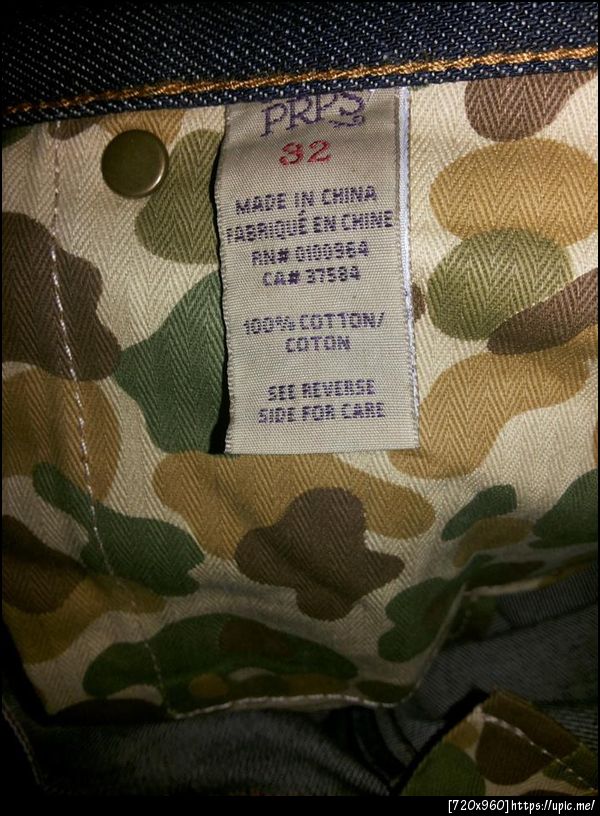 PRPS
32
MADE IN CHINA
FABRIQUÉ EN CHINE
RN# 0100964
CA# 37584
100% COTTON/
COTON
SEE REVERSE
SIDE FOR CARE
[720x960]https://upic.me/